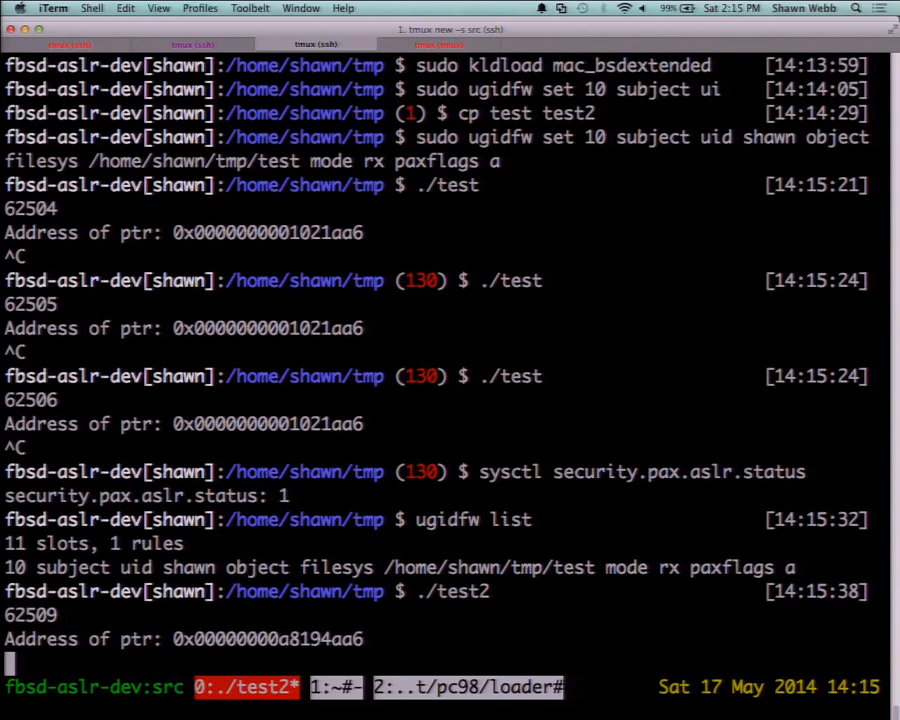 iTerm Shell Edit View Profiles Toolbelt Window Help 99% Sat 2:15 PM Shawn Webb
1. tmux new -s src (ssh)
tmux (ssh) tmux (ssh) tmux (ssh) tmux (tmux)
fbsd-aslr-dev[shawn]:/home/shawn/tmp $ sudo kldload mac_bsdextended [14:13:59]
fbsd-aslr-dev[shawn]:/home/shawn/tmp $ sudo ugidfw set 10 subject ui [14:14:05]
fbsd-aslr-dev[shawn]:/home/shawn/tmp (1) $ cp test test2 [14:14:29]
fbsd-aslr-dev[shawn]:/home/shawn/tmp $ sudo ugidfw set 10 subject uid shawn object
filesys /home/shawn/tmp/test mode rx paxflags a
fbsd-aslr-dev[shawn]:/home/shawn/tmp $ ./test [14:15:21]
62504
Address of ptr: 0x0000000001021aa6
^C
fbsd-aslr-dev[shawn]:/home/shawn/tmp (130) $ ./test [14:15:24]
62505
Address of ptr: 0x0000000001021aa6
^C
fbsd-aslr-dev[shawn]:/home/shawn/tmp (130) $ ./test [14:15:24]
62506
Address of ptr: 0x0000000001021aa6
^C
fbsd-aslr-dev[shawn]:/home/shawn/tmp (130) $ sysctl security.pax.aslr.status
security.pax.aslr.status: 1
fbsd-aslr-dev[shawn]:/home/shawn/tmp $ ugidfw list [14:15:32]
11 slots, 1 rules
10 subject uid shawn object filesys /home/shawn/tmp/test mode rx paxflags a
fbsd-aslr-dev[shawn]:/home/shawn/tmp $ ./test2 [14:15:38]
62509
Address of ptr: 0x00000000a8194aa6
fbsd-aslr-dev:src 0:./test2* 1:~#- 2:..t/pc98/loader# Sat 17 May 2014 14:15